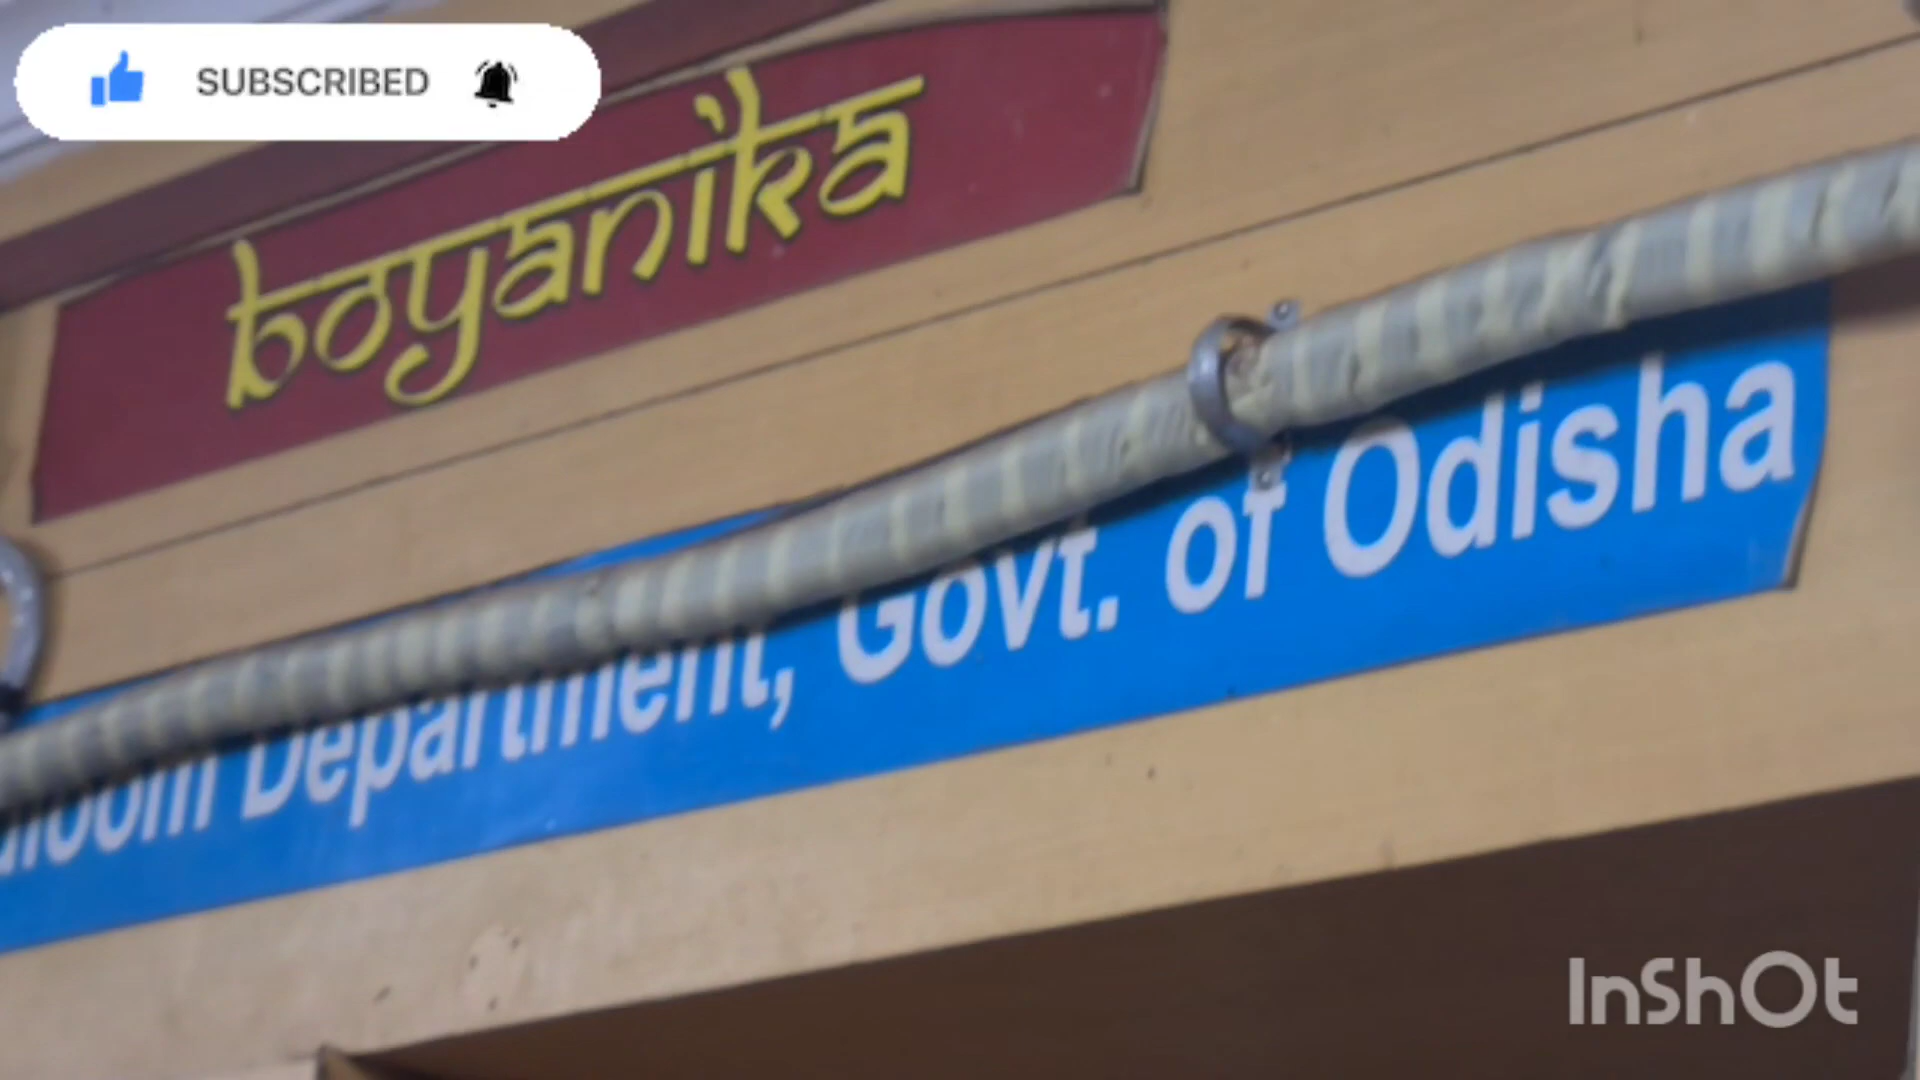 SUBSCRIBED
boyanika
Department, Govt. of Odisha
InShOt